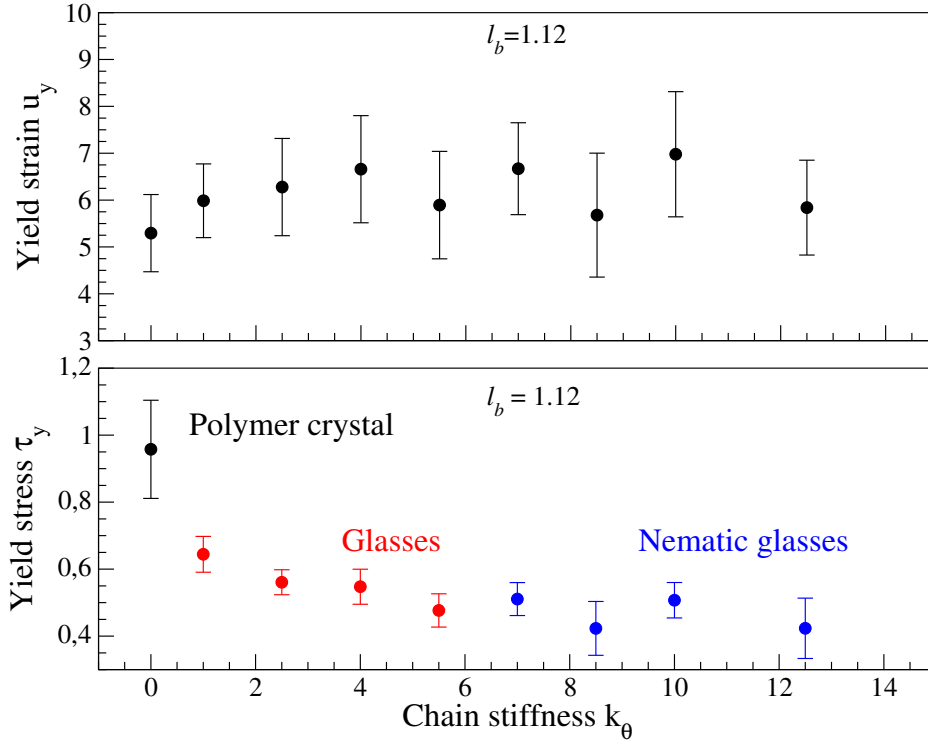 10
9
8
7
6
5
4
3
Yield strain u_y
l_b=1.12
1,2
1
0,8
0,6
0,4
Yield stress τ_y
l_b = 1.12
Polymer crystal
Glasses
Nematic glasses
0 2 4 6 8 10 12 14
Chain stiffness k_θ